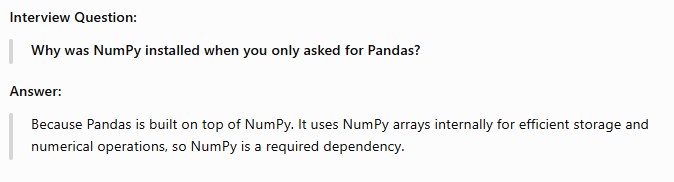 Interview Question:
Why was NumPy installed when you only asked for Pandas?
Answer:
Because Pandas is built on top of NumPy. It uses NumPy arrays internally for efficient storage and
numerical operations, so NumPy is a required dependency.